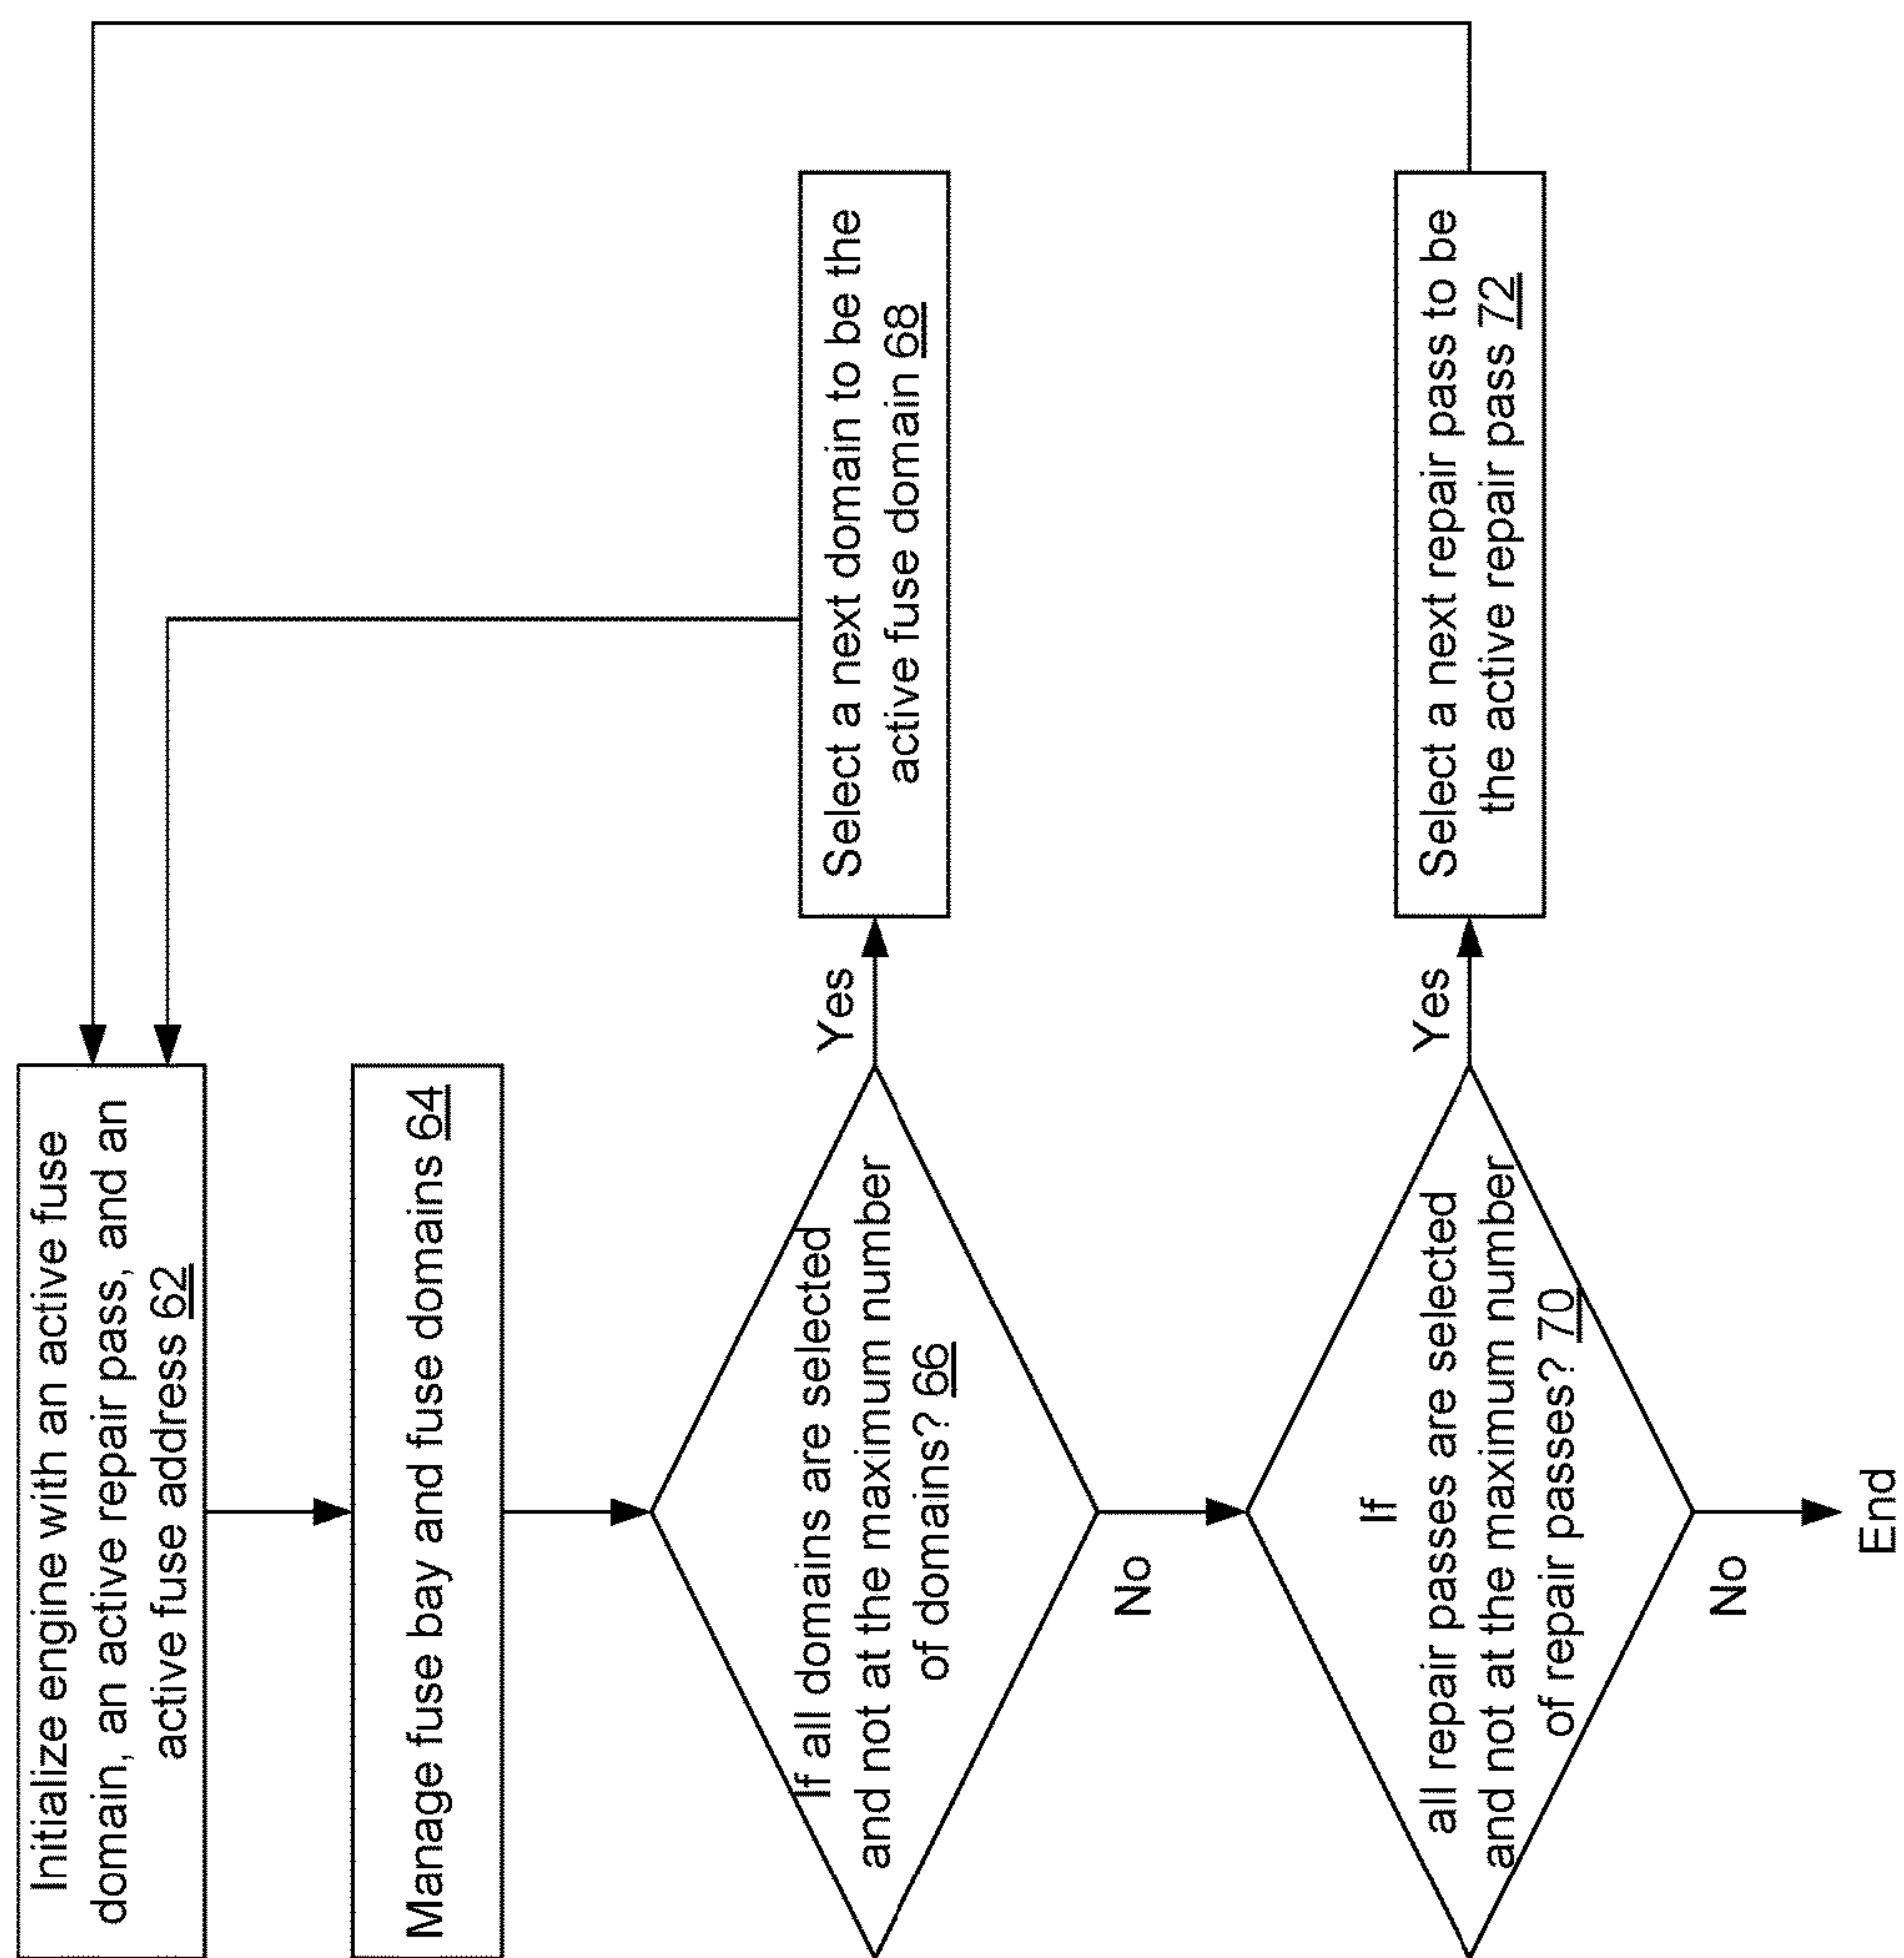 Initialize engine with an active fuse
domain, an active repair pass, and an
active fuse address 62
Manage fuse bay and fuse domains 64
If all domains are selected
and not at the maximum number
of domains? 66
Yes
Select a next domain to be the
active fuse domain 68
No
If
all repair passes are selected
and not at the maximum number
of repair passes? 70
Yes
Select a next repair pass to be
the active repair pass 72
No
End